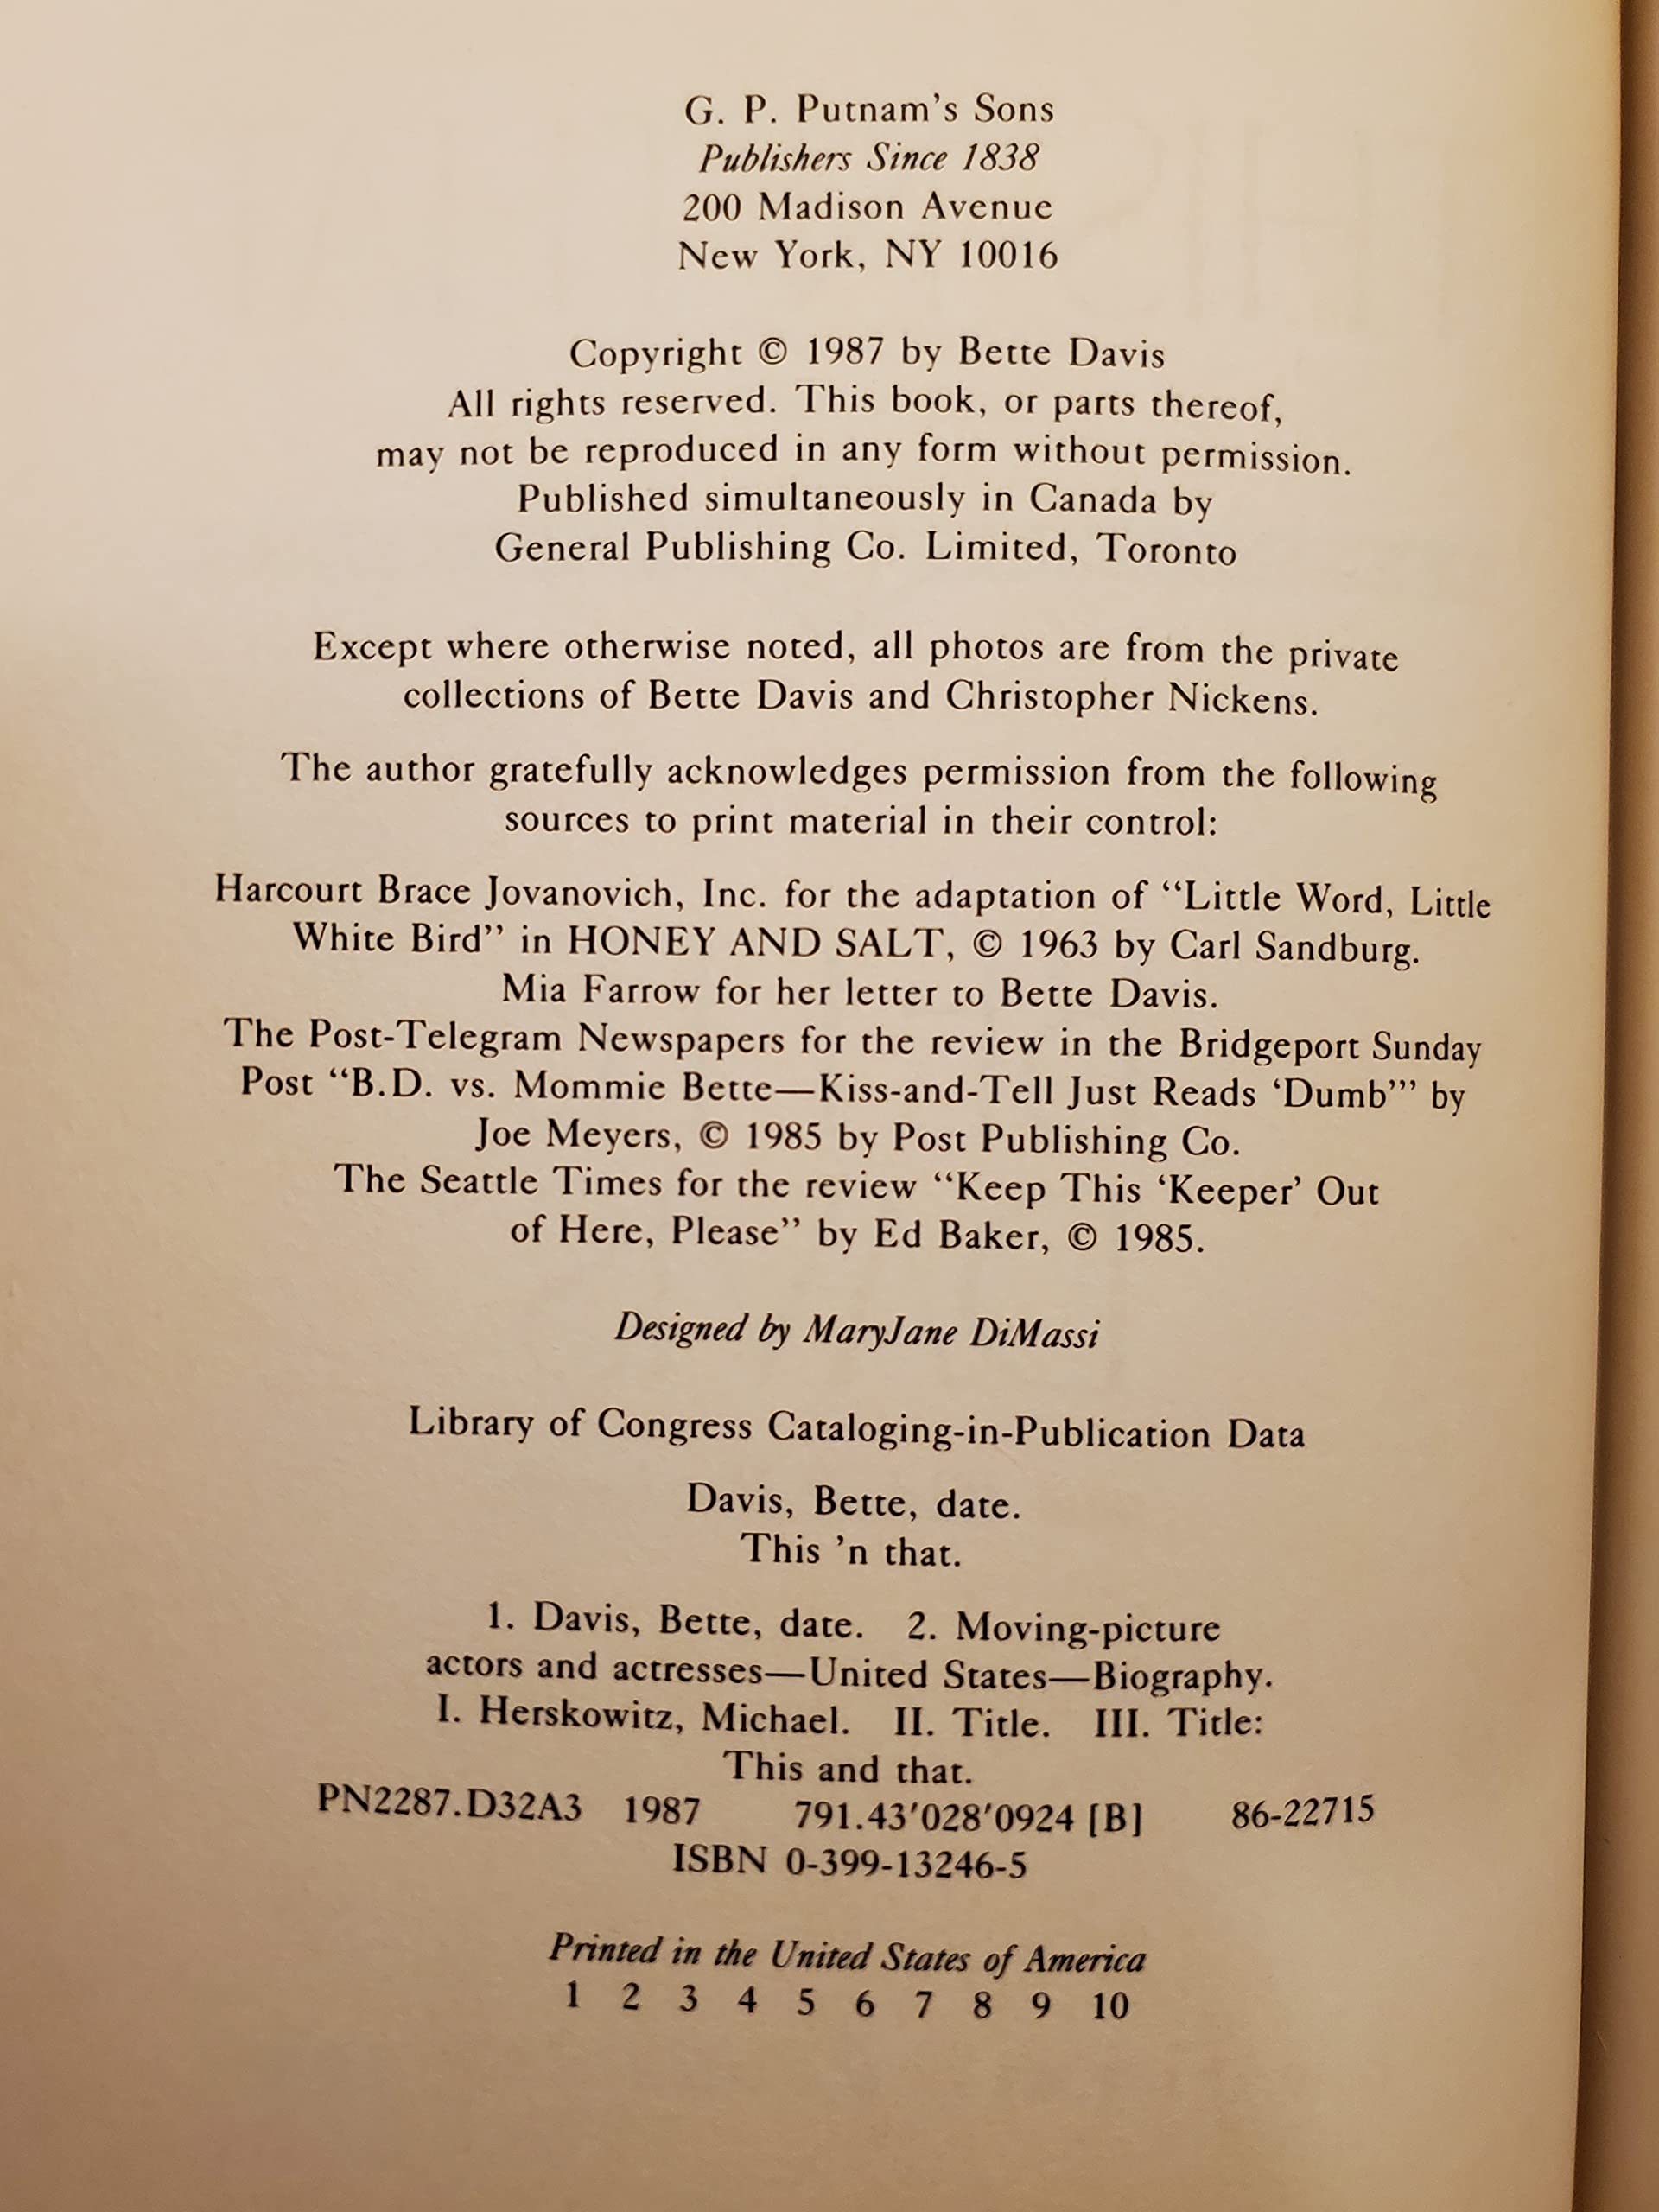 G. P. Putnam’s Sons
Publishers Since 1838
200 Madison Avenue
New York, NY 10016
Copyright © 1987 by Bette Davis
All rights reserved. This book, or parts thereof,
may not be reproduced in any form without permission.
Published simultaneously in Canada by
General Publishing Co. Limited, Toronto
Except where otherwise noted, all photos are from the private
collections of Bette Davis and Christopher Nickens.
The author gratefully acknowledges permission from the following
sources to print material in their control:
Harcourt Brace Jovanovich, Inc. for the adaptation of “Little Word, Little
White Bird” in HONEY AND SALT, © 1963 by Carl Sandburg.
Mia Farrow for her letter to Bette Davis.
The Post-Telegram Newspapers for the review in the Bridgeport Sunday
Post “B.D. vs. Mommie Bette—Kiss-and-Tell Just Reads ‘Dumb’” by
Joe Meyers, © 1985 by Post Publishing Co.
The Seattle Times for the review “Keep This ‘Keeper’ Out
of Here, Please” by Ed Baker, © 1985.
Designed by MaryJane DiMassi
Library of Congress Cataloging-in-Publication Data
Davis, Bette, date.
This ’n that.
1. Davis, Bette, date. 2. Moving-picture
actors and actresses—United States—Biography.
I. Herskowitz, Michael. II. Title. III. Title:
This and that.
PN2287.D32A3 1987 791.43′028′0924 [B] 86-22715
ISBN 0-399-13246-5
Printed in the United States of America
1 2 3 4 5 6 7 8 9 10